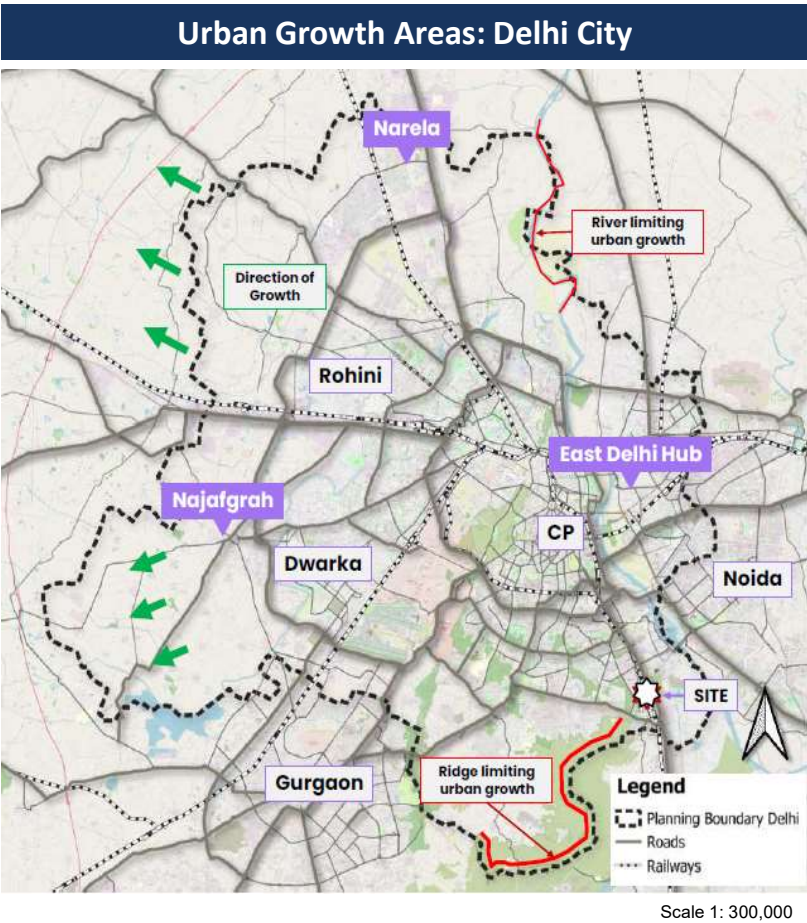 Urban Growth Areas: Delhi City
Narela
River limiting
urban growth
Direction of
Growth
Rohini
East Delhi Hub
Najafgrah
CP
Dwarka
Noida
SITE
Gurgaon
Ridge limiting
urban growth
Legend
Planning Boundary Delhi
Roads
Railways
Scale 1: 300,000